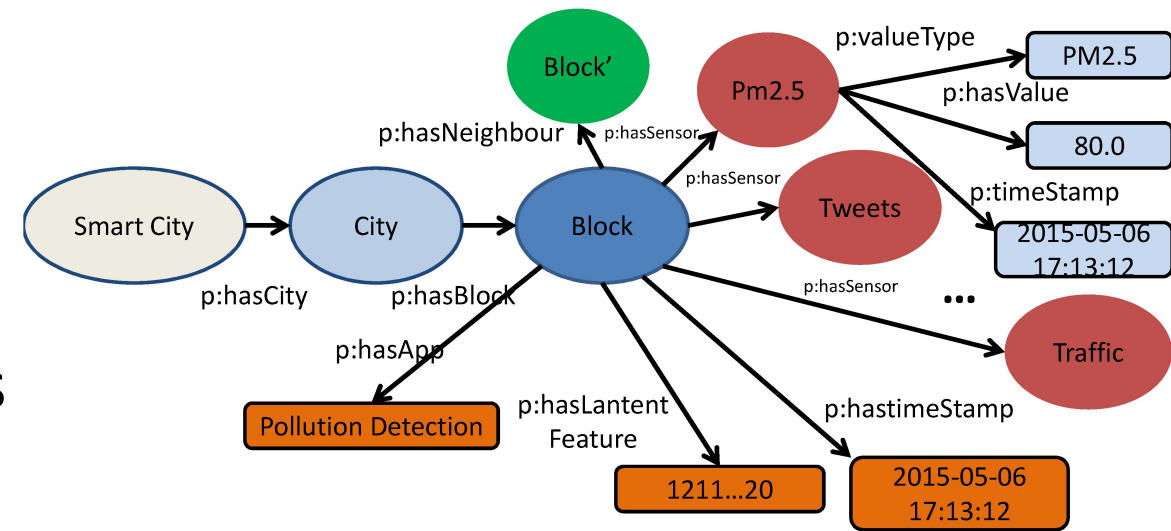 p:valueType
PM2.5
Block’
Pm2.5
p:hasValue
p:hasNeighbour
p:hasSensor
80.0
p:hasSensor
p:timeStamp
Smart City
City
Block
Tweets
2015-05-06
17:13:12
p:hasCity
p:hasBlock
p:hasSensor
...
p:hasApp
Traffic
s
p:hasLantent
Feature
p:hastimeStamp
Pollution Detection
1211...20
2015-05-06
17:13:12